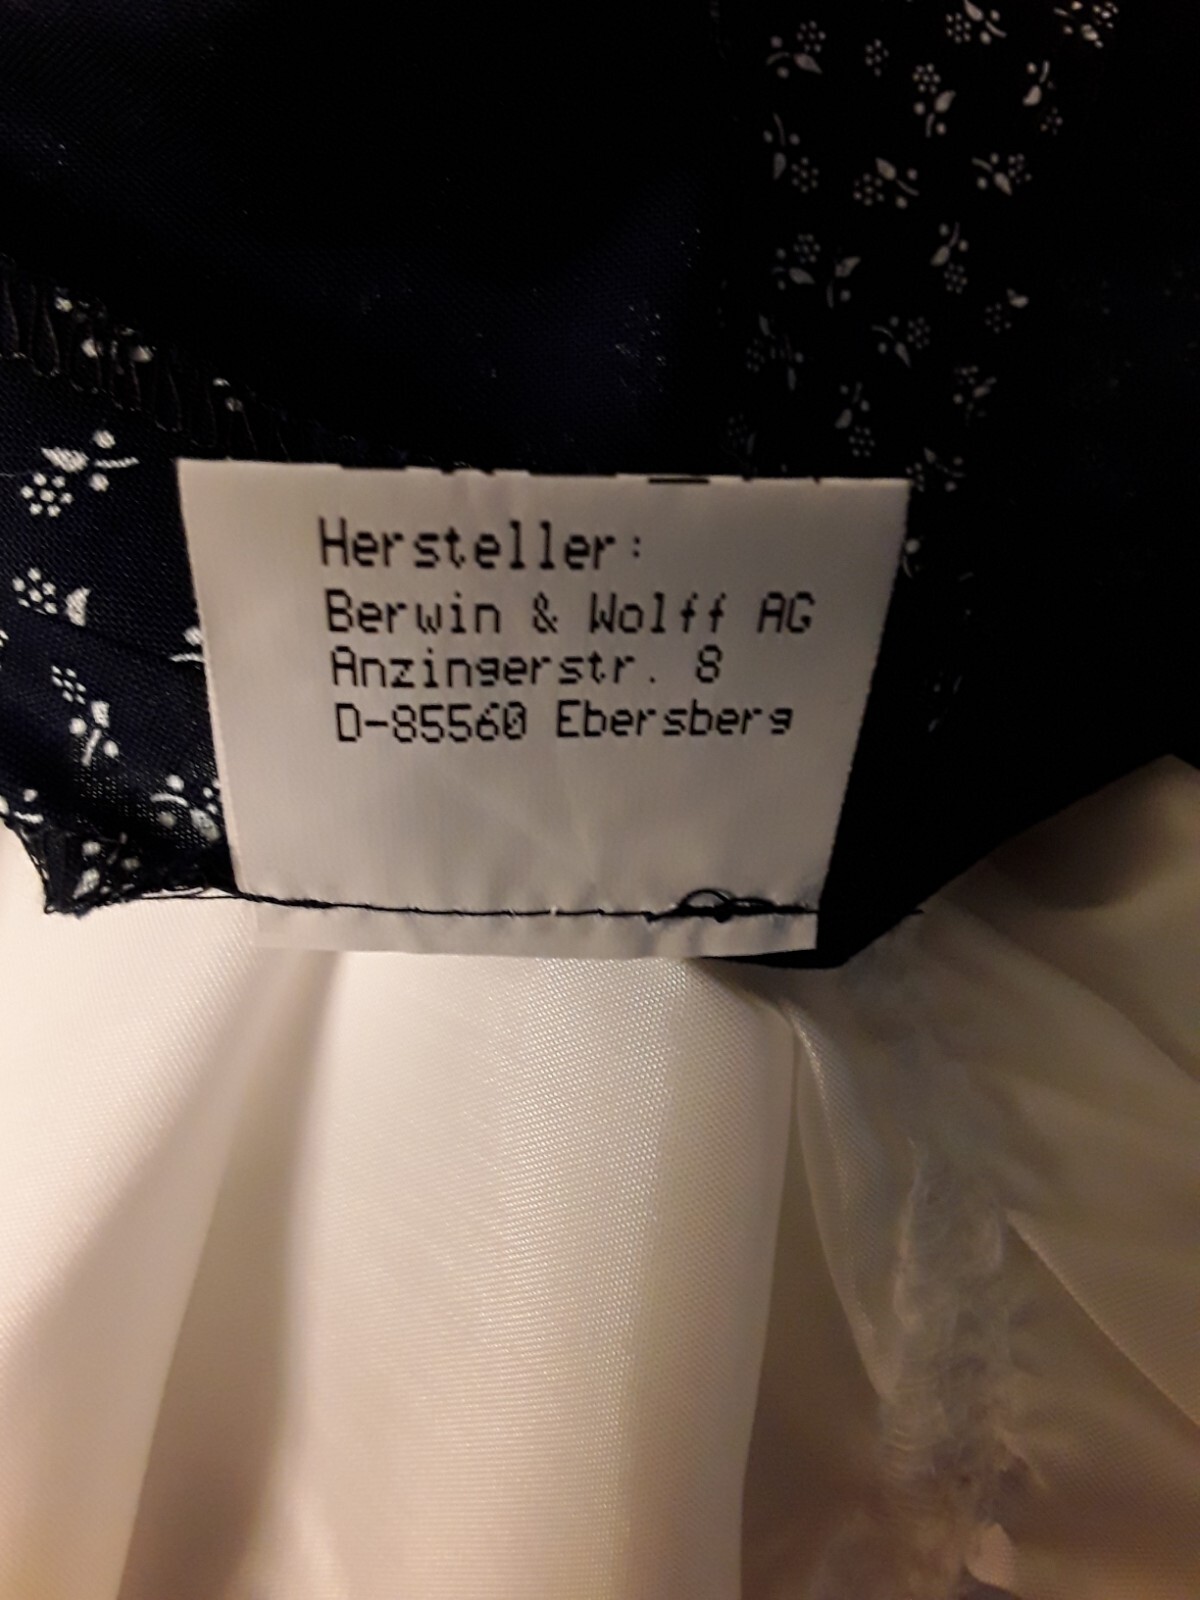 Hersteller:
Berwin & Wolff AG
Anzingerstr. 8
D-85560 Ebersberg